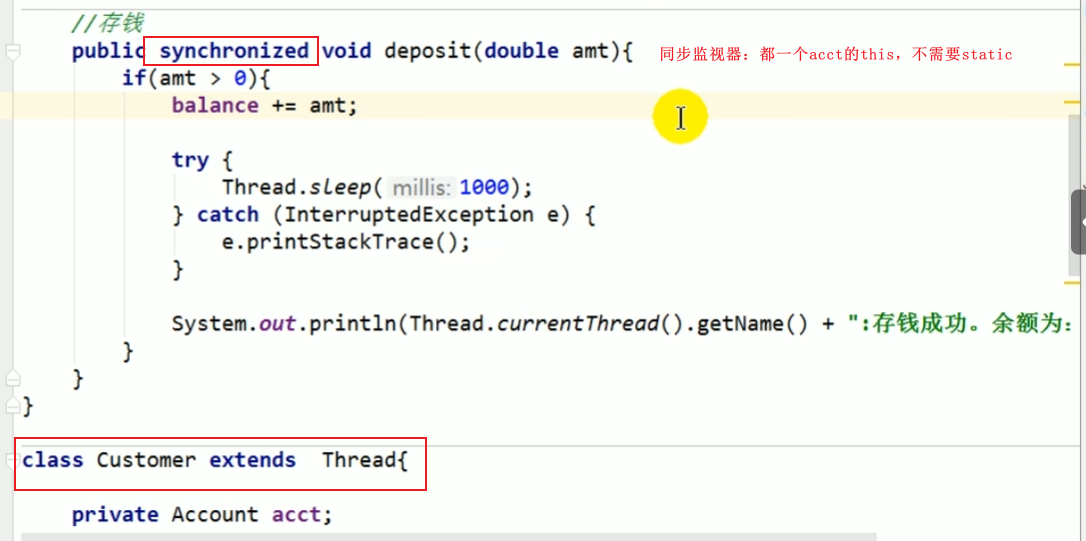 //存钱
public synchronized void deposit(double amt){ 同步监视器：都一个acct的this，不需要static
if(amt > 0){
balance += amt;
try {
Thread.sleep( millis: 1000);
} catch (InterruptedException e) {
e.printStackTrace();
}
System.out.println(Thread.currentThread().getName() + ":存钱成功。余额为：
}
}
}
class Customer extends  Thread{
private Account acct;